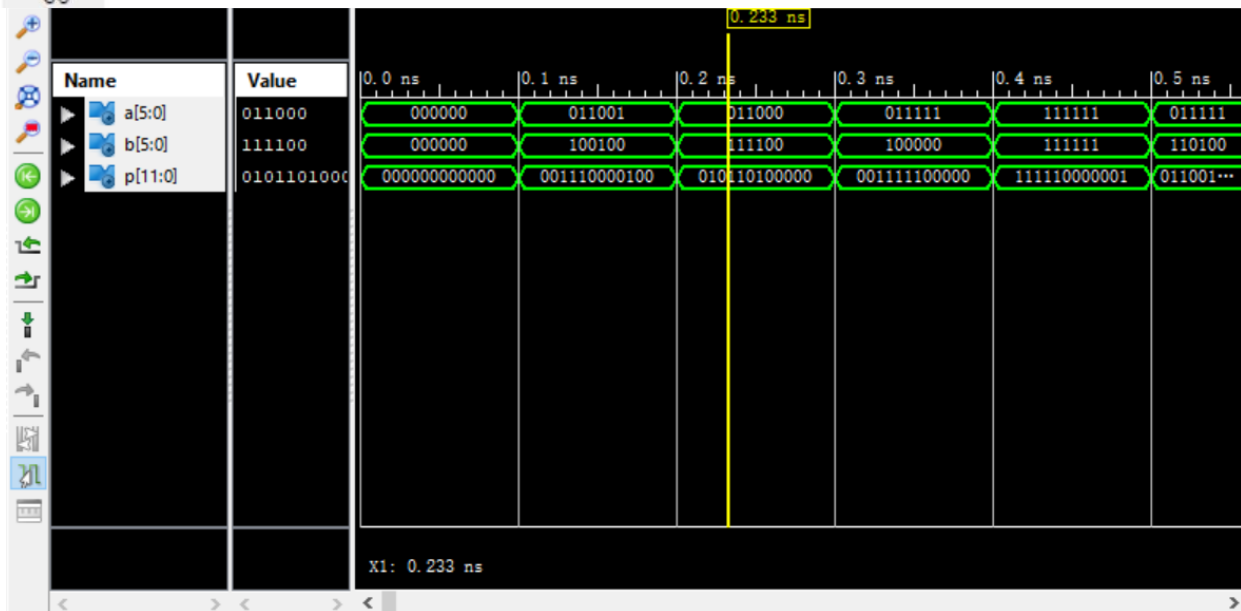 0.233 ns
Name Value 0.0 ns 0.1 ns 0.2 ns 0.3 ns 0.4 ns 0.5 ns
a[5:0] 011000 000000 011001 011000 011111 111111 011111
b[5:0] 111100 000000 100100 111100 100000 111111 110100
p[11:0] 0101101000 000000000000 001110000100 010110100000 001111100000 111110000001 011001···
X1: 0.233 ns